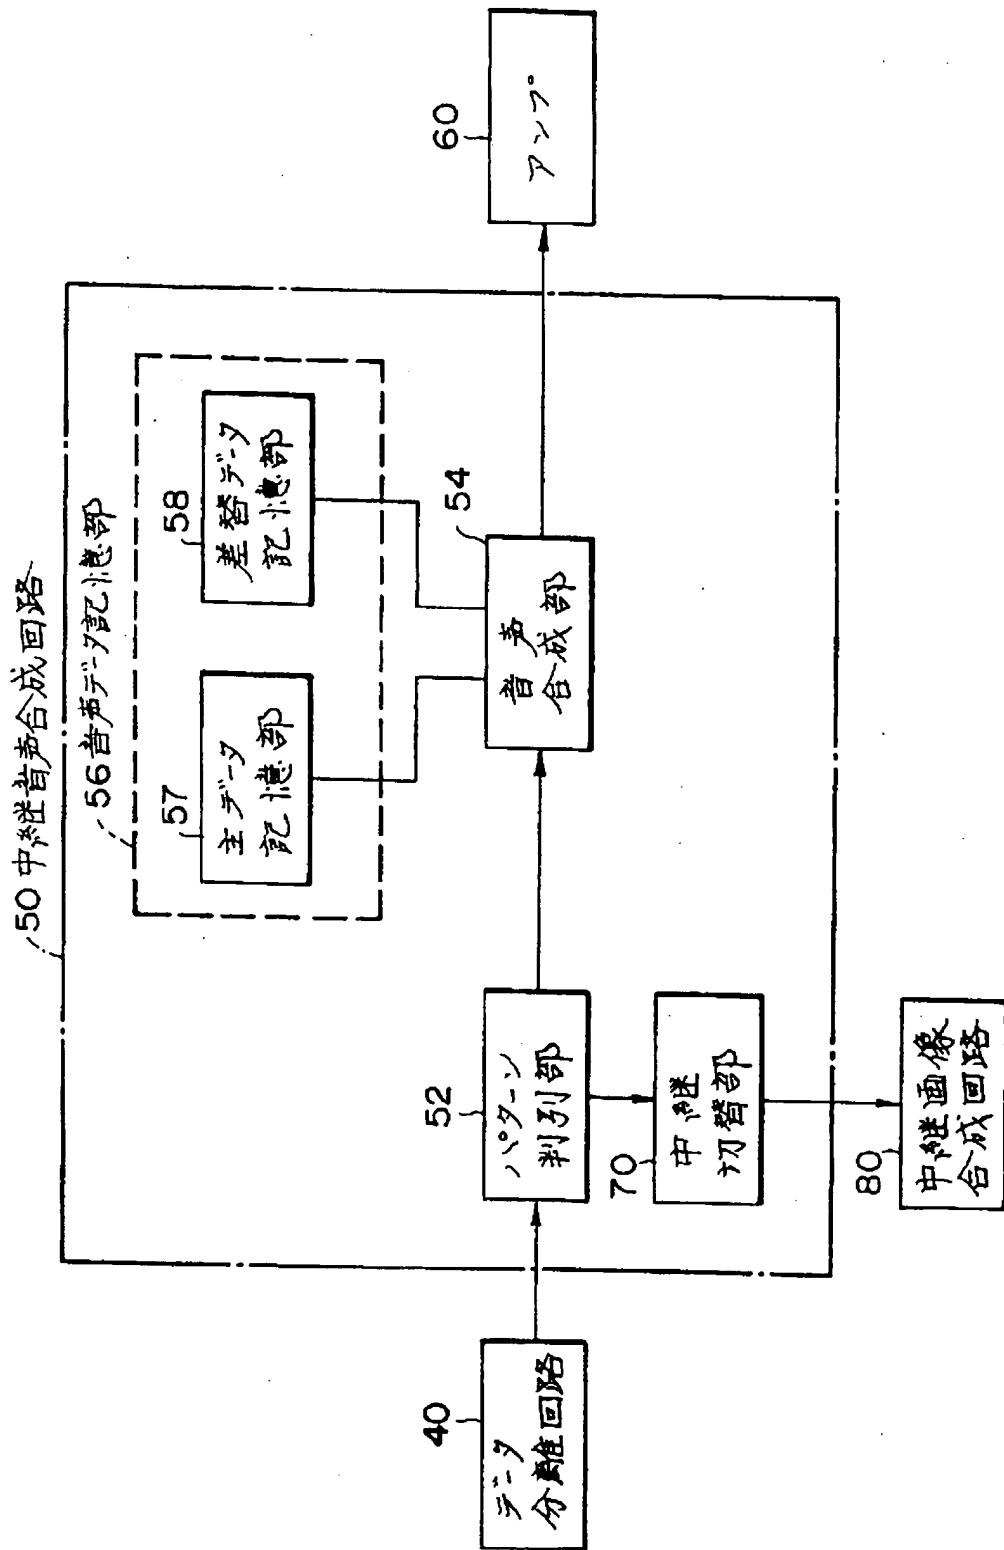 50 中継音声合成回路
56 音声データ記憶部
57
主データ
記憶部
58
差替データ
記憶部
40
データ
分離回路
52
パターン
判別部
54
音声
合成部
60
アンプ
70
中継
切替部
80
中継画像
合成回路